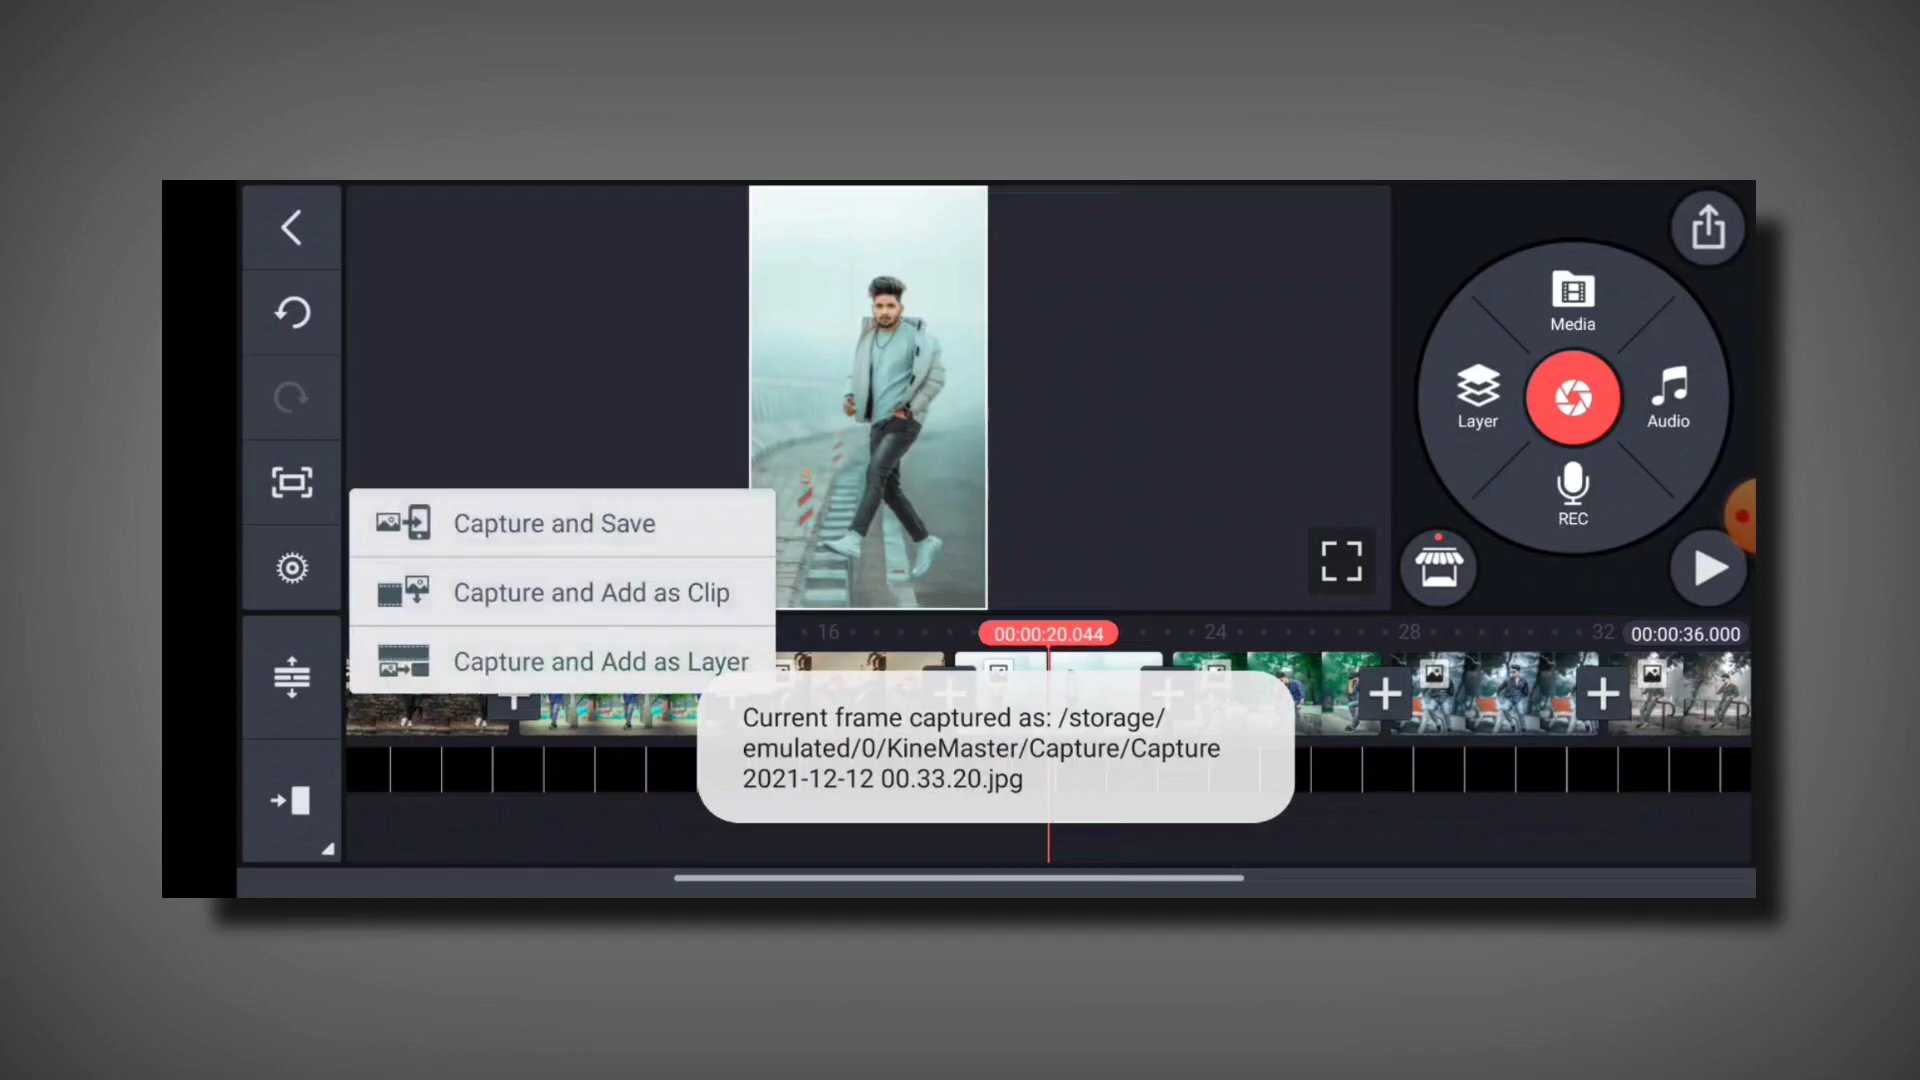 Media
Layer
Audio
REC
Capture and Save
Capture and Add as Clip
Capture and Add as Layer
16
00:00:20.044
24
28
32
00:00:36.000
Current frame captured as: /storage/
emulated/0/KineMaster/Capture/Capture
2021-12-12 00.33.20.jpg